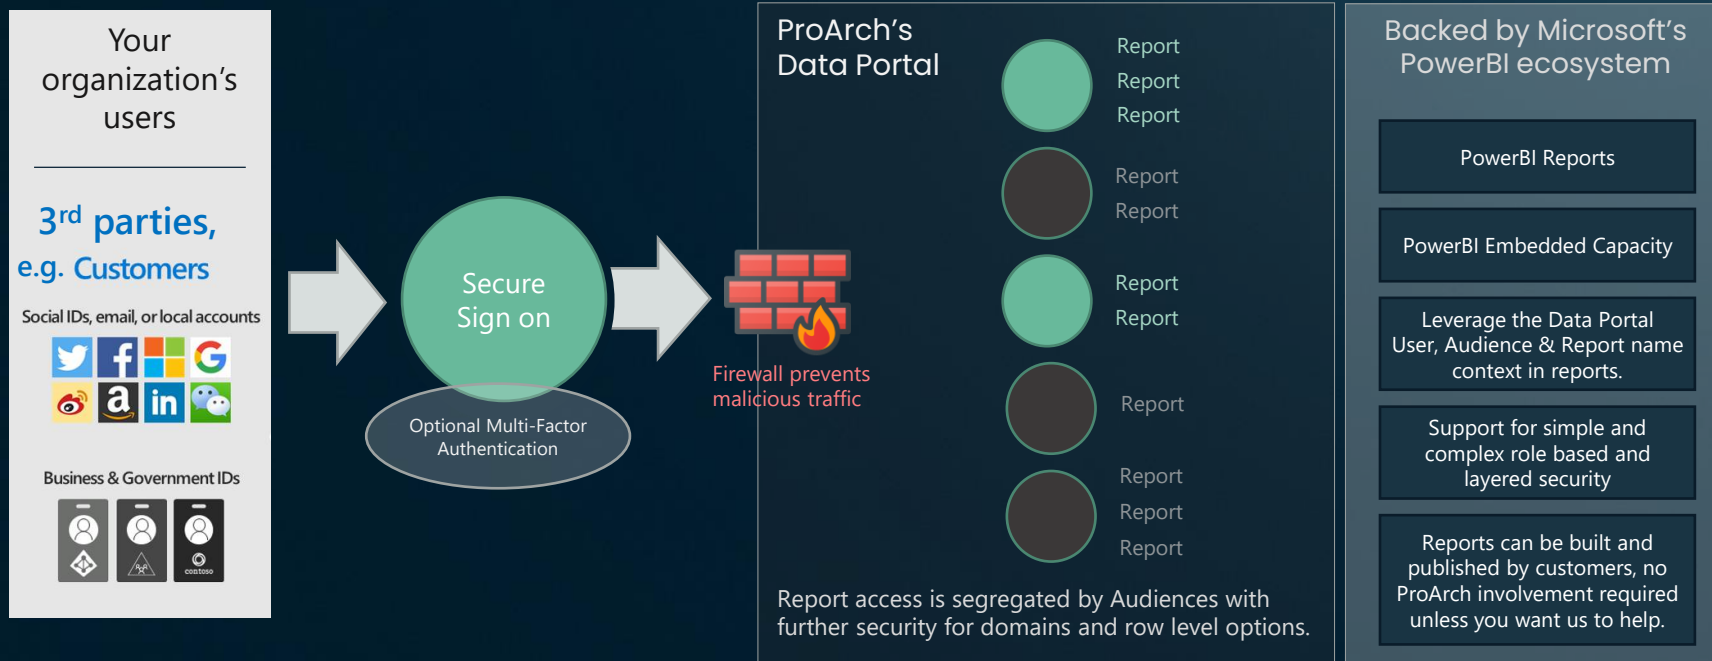 Your
organization's
users
3rd parties,
e.g. Customers
Social IDs, email, or local accounts
a
in
Business & Government IDs
contoso
Secure
Sign on
Optional Multi-Factor
Authentication
Firewall prevents
malicious traffic
ProArch's
Data Portal
Report
Report
Report
Report
Report
Report
Report
Report
Report
Report
Report
Report access is segregated by Audiences with
further security for domains and row level options.
Backed by Microsoft's
PowerBI ecosystem
PowerBI Reports
PowerBI Embedded Capacity
Leverage the Data Portal
User, Audience & Report name
context in reports.
Support for simple and
complex role based and
layered security
Reports can be built and
published by customers, no
ProArch involvement required
unless you want us to help.